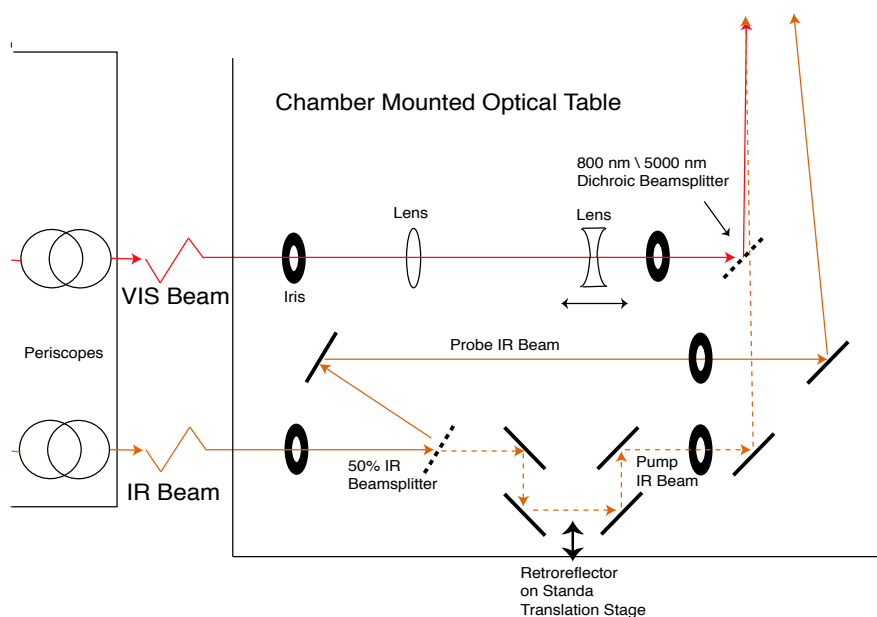 Chamber Mounted Optical Table
800 nm \ 5000 nm
Dichroic Beamsplitter
Lens
Lens
VIS Beam
Iris
Periscopes
Probe IR Beam
IR Beam
50% IR
Beamsplitter
Pump
IR Beam
Retroreflector
on Standa
Translation Stage